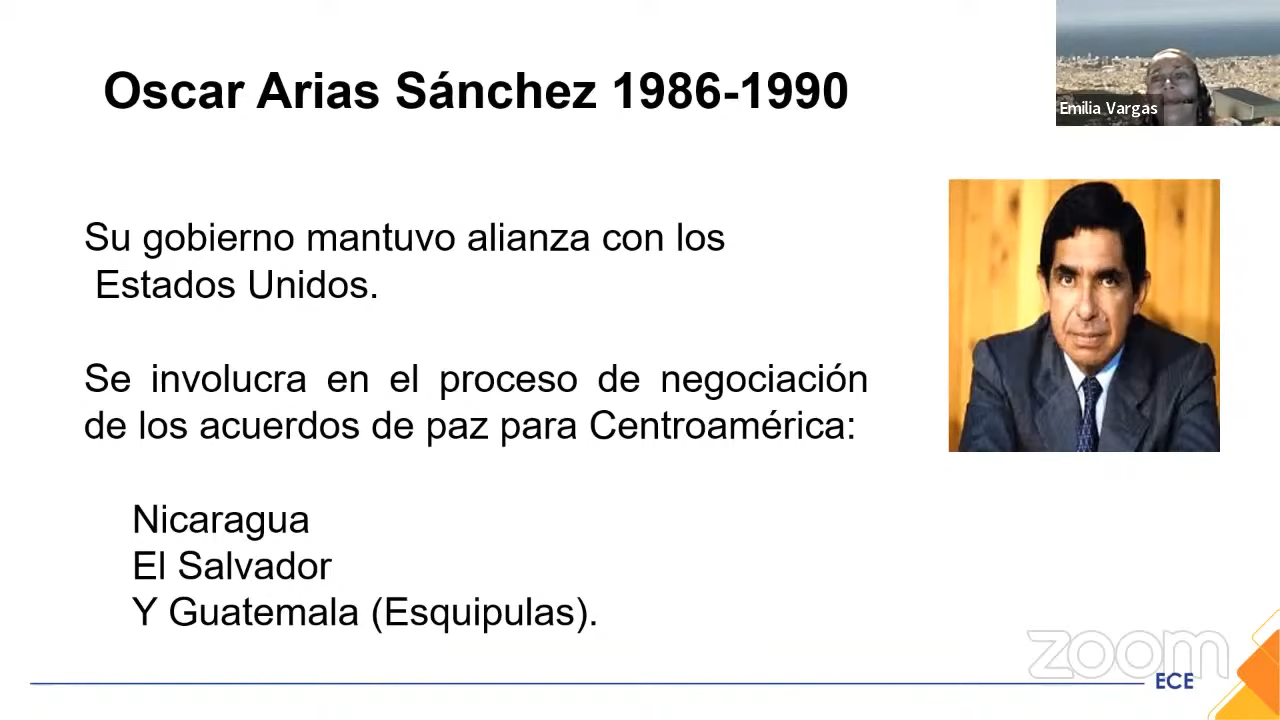 Oscar Arias Sánchez 1986-1990
Emilia Vargas
Su gobierno mantuvo alianza con los
Estados Unidos.
Se involucra en el proceso de negociación
de los acuerdos de paz para Centroamérica:
Nicaragua
El Salvador
Y Guatemala (Esquipulas).
zoom
ECE